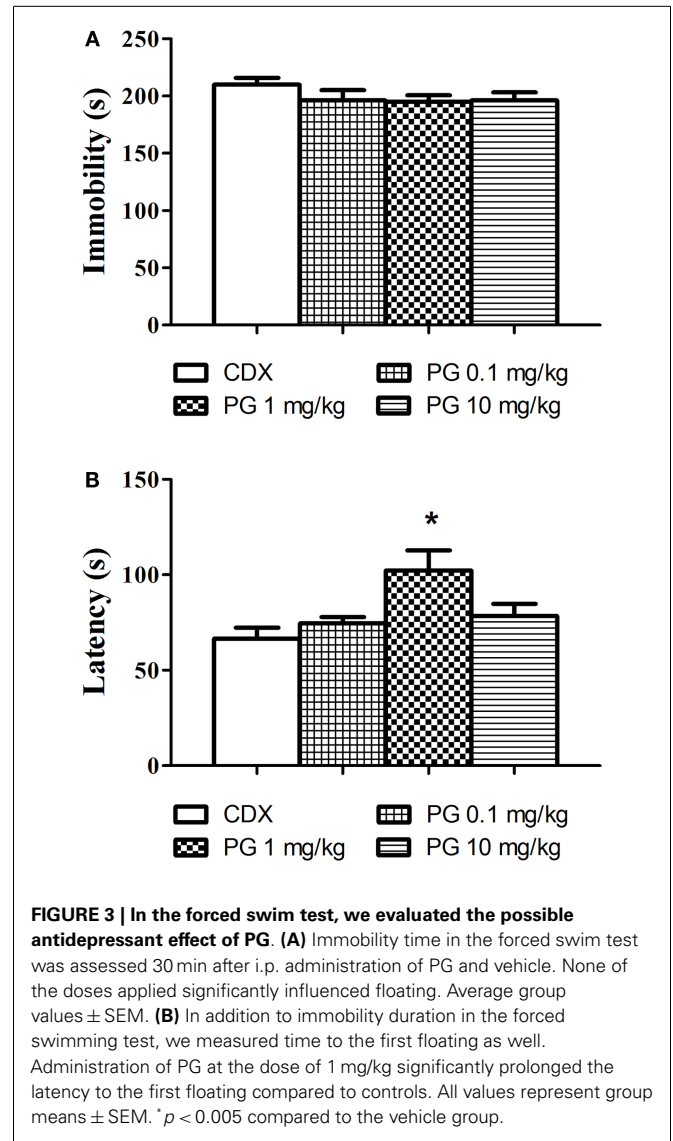 A
250
200
150
100
50
0
Immobility (s)
CDX PG 0.1 mg/kg
PG 1 mg/kg PG 10 mg/kg
B
150
100
50
0
Latency (s)
*
CDX PG 0.1 mg/kg
PG 1 mg/kg PG 10 mg/kg
FIGURE 3 | In the forced swim test, we evaluated the possible
antidepressant effect of PG. (A) Immobility time in the forced swim test
was assessed 30 min after i.p. administration of PG and vehicle. None of
the doses applied significantly influenced floating. Average group
values ± SEM. (B) In addition to immobility duration in the forced
swimming test, we measured time to the first floating as well.
Administration of PG at the dose of 1 mg/kg significantly prolonged the
latency to the first floating compared to controls. All values represent group
means ± SEM. *p < 0.005 compared to the vehicle group.